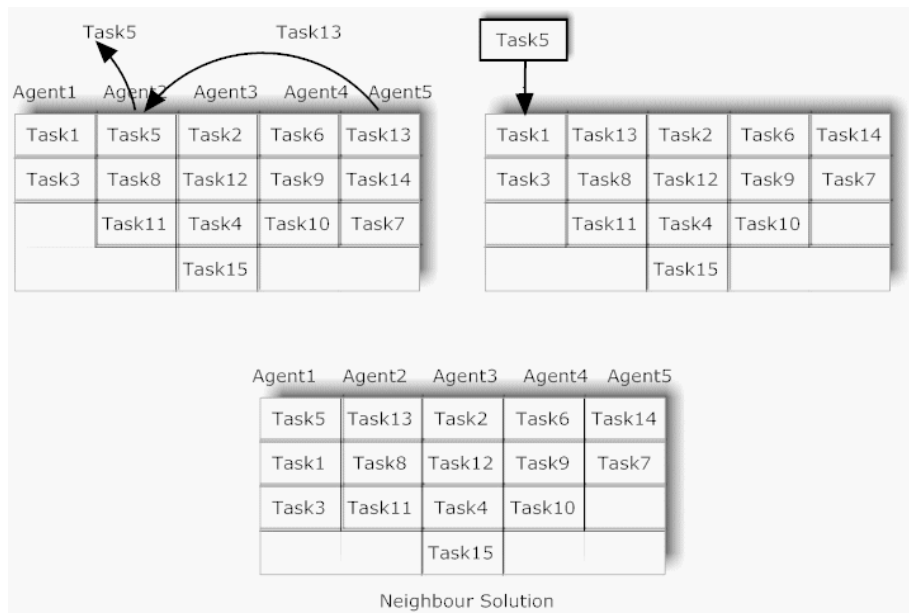 Task5 Task13
Agent1 Agent2 Agent3 Agent4 Agent5
Task1 Task5 Task2 Task6 Task13
Task3 Task8 Task12 Task9 Task14
Task11 Task4 Task10 Task7
Task15
Task5
Task1 Task13 Task2 Task6 Task14
Task3 Task8 Task12 Task9 Task7
Task11 Task4 Task10
Task15
Agent1 Agent2 Agent3 Agent4 Agent5
Task5 Task13 Task2 Task6 Task14
Task1 Task8 Task12 Task9 Task7
Task3 Task11 Task4 Task10
Task15
Neighbour Solution